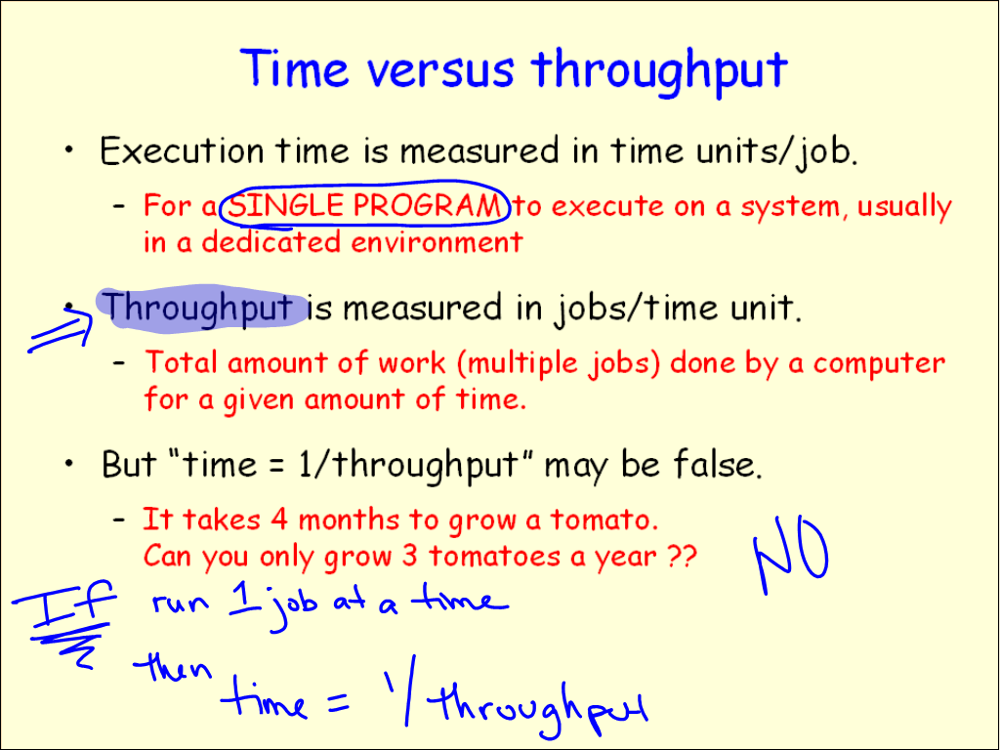 Time versus throughput
• Execution time is measured in time units/job.
– For a SINGLE PROGRAM to execute on a system, usually
in a dedicated environment
• Throughput is measured in jobs/time unit.
– Total amount of work (multiple jobs) done by a computer
for a given amount of time.
• But “time = 1/throughput” may be false.
– It takes 4 months to grow a tomato.
Can you only grow 3 tomatoes a year ??
NO
If run 1 job at a time
then
time = 1/throughput